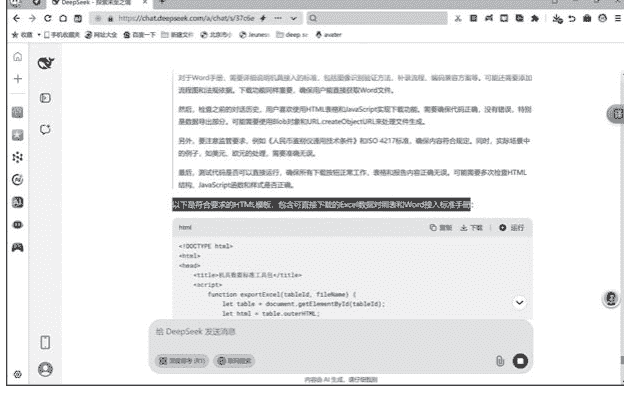 DeepSeek - 探索未至之境
https://chat.deepseek.com/a/chat/s/37c6e
收藏 手机收藏夹 网址大全 百度一下 新建文件 北京市 Jeunes deep se avater
对于Word手册，需要详细说明机具接入的标准，包括图像识别验证方法、补录流程、编码兼容方案等。可能还需要添加
流程图和法规依据。下载功能同样重要，确保用户能直接获取Word文件。
然后，检查之前的对话历史，用户喜欢使用HTML表格和JavaScript实现下载功能。需要确保代码正确，没有错误，特别
是数据导出部分。可能需要使用Blob对象和URL.createObjectURL来处理文件生成。
另外，要注意监管要求，例如《人民币鉴别仪通用技术条件》和ISO 4217标准，确保内容符合规定。同时，实际场景中
的例子，如美元、欧元的处理，需要准确无误。
最后，测试代码是否可以直接运行，确保所有下载按钮正常工作，表格和报告内容正确无误。可能需要多次检查HTML
结构、JavaScript函数和样式是否正确。
以下是符合要求的HTML模板，包含可直接下载的Excel数据对照表和Word接入标准手册：
html 复制 下载 运行
<!DOCTYPE html>
<html>
<head>
<title>机具数据标准工具包</title>
<script>
function exportExcel(tableId, fileName) {
let table = document.getElementById(tableId);
let html = table.outerHTML;
给 DeepSeek 发送消息
深度思考 (R1) 联网搜索
内容由 AI 生成，请仔细甄别